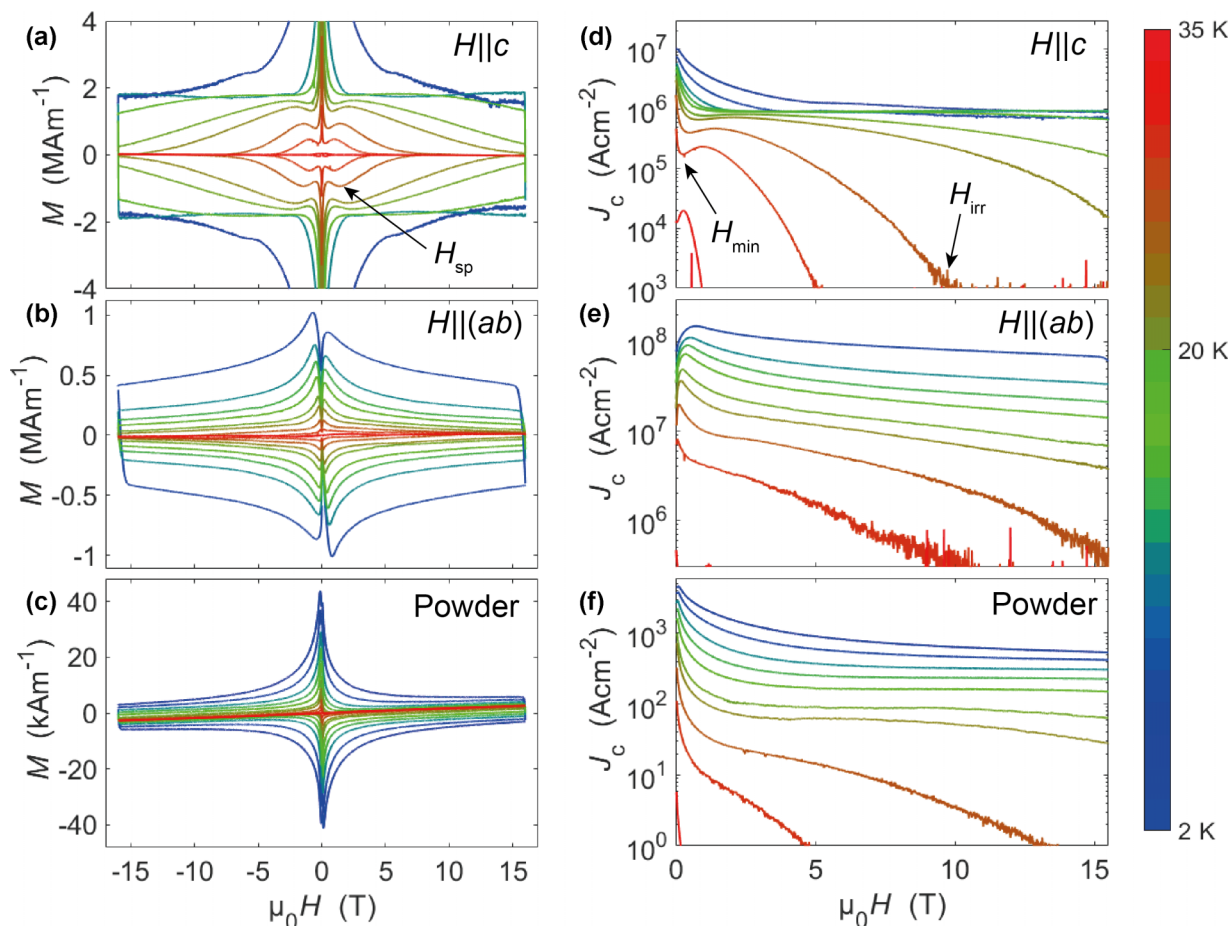 (a)
H||c
M (MAm⁻¹)
4
2
0
-2
-4
H_sp
(b)
H||(ab)
M (MAm⁻¹)
1
0.5
0
-0.5
-1
(c)
Powder
M (kAm⁻¹)
40
20
0
-20
-40
-15 -10 -5 0 5 10 15
μ₀H (T)
(d)
H||c
J_c (Acm⁻²)
10⁷
10⁶
10⁵
10⁴
10³
H_min
H_irr
(e)
H||(ab)
J_c (Acm⁻²)
10⁸
10⁷
10⁶
(f)
Powder
J_c (Acm⁻²)
10³
10²
10¹
10⁰
0 5 10 15
μ₀H (T)
35 K
20 K
2 K